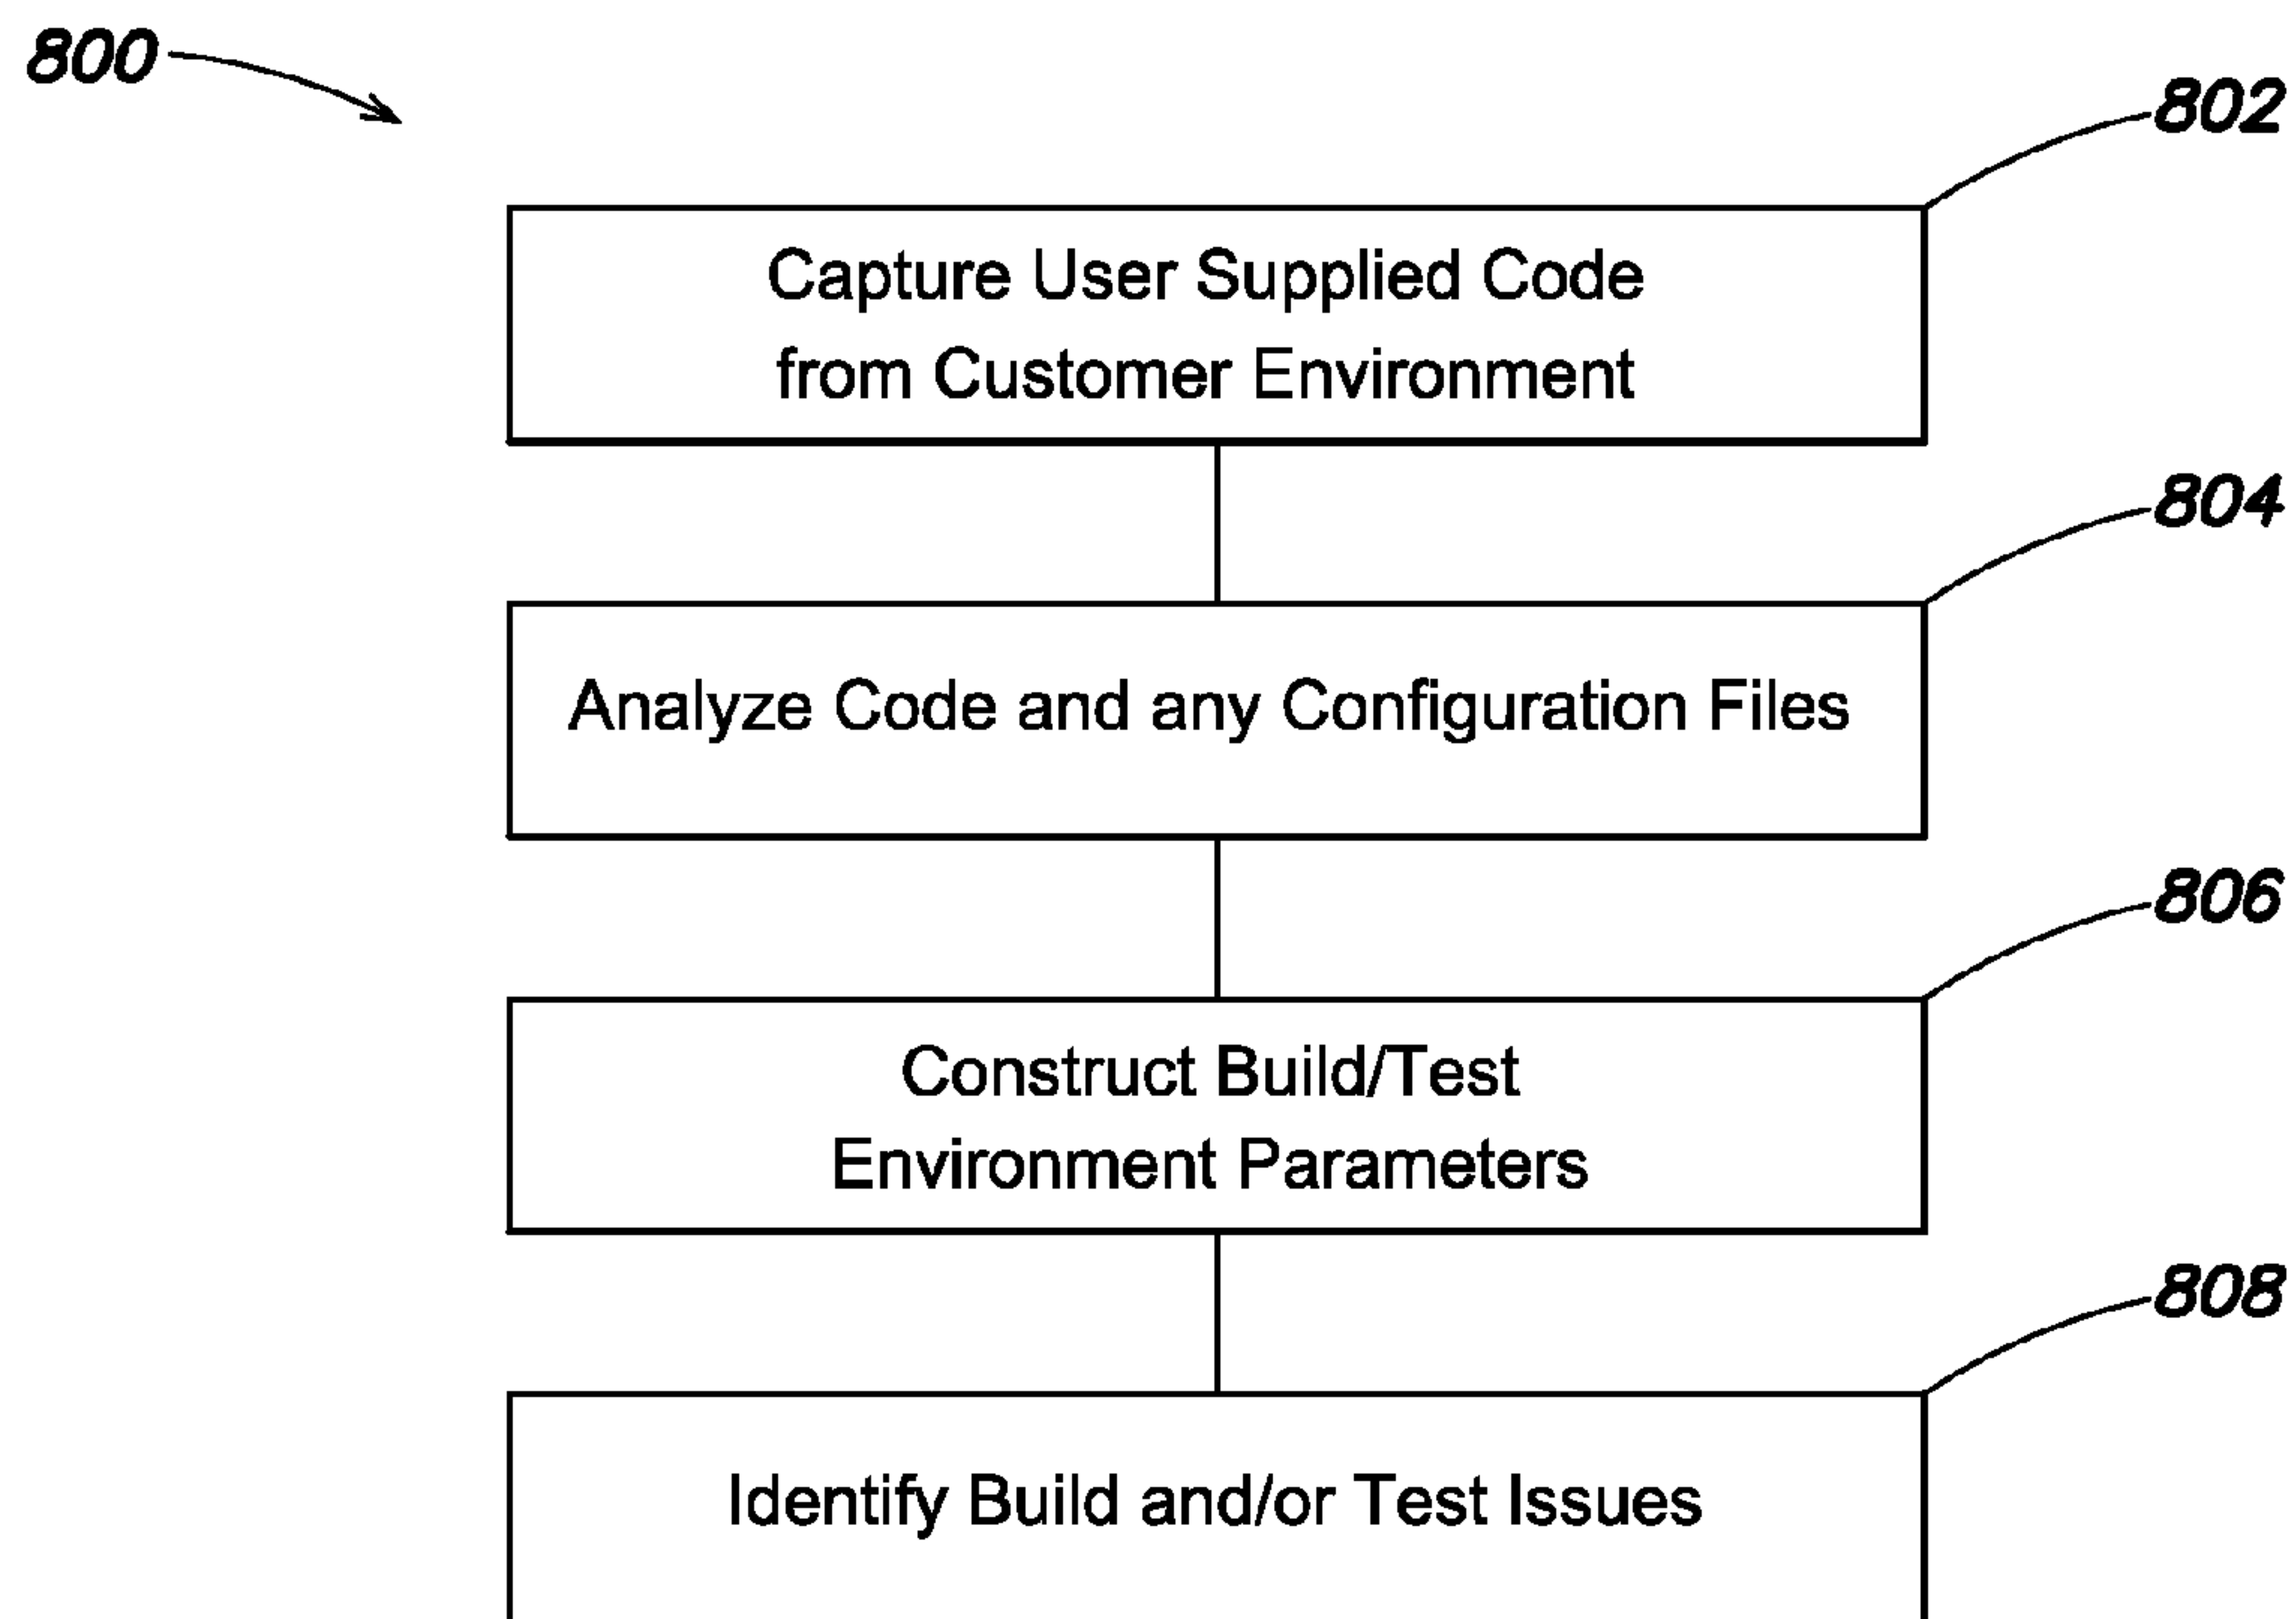 800
802
Capture User Supplied Code
from Customer Environment
804
Analyze Code and any Configuration Files
806
Construct Build/Test
Environment Parameters
808
Identify Build and/or Test Issues